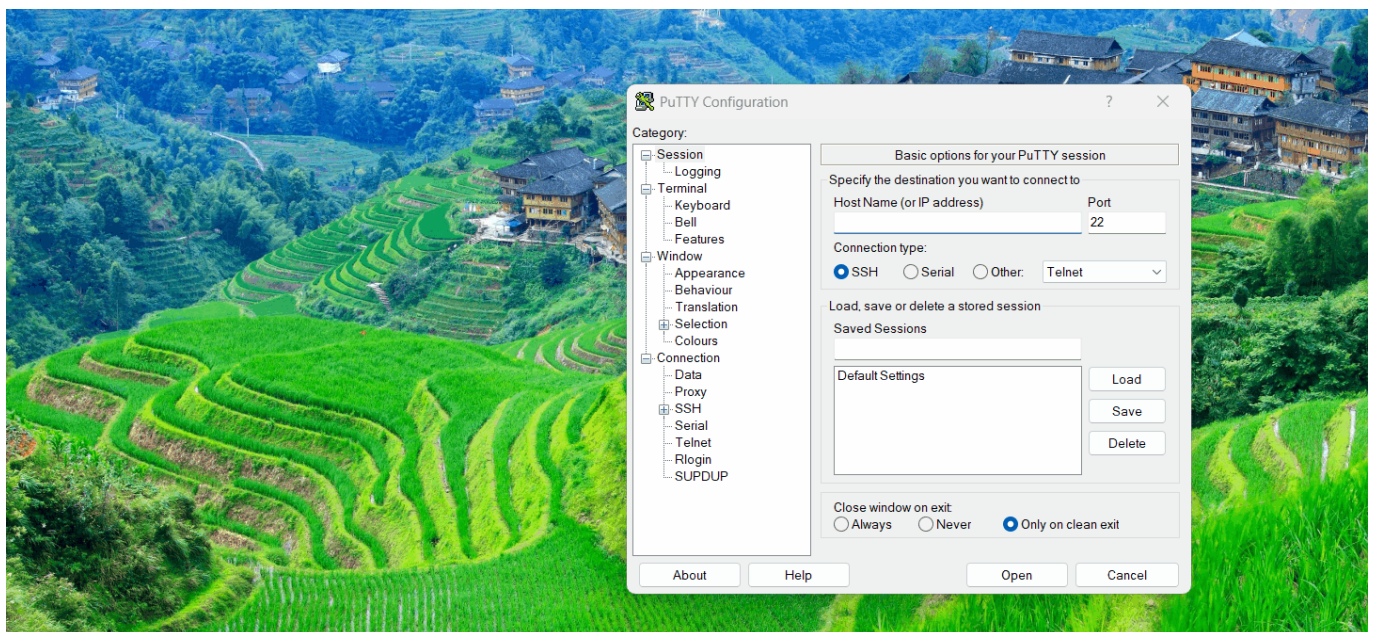 PuTTY Configuration
?
Category:
Session
Logging
Terminal
Keyboard
Bell
Features
Window
Appearance
Behaviour
Translation
Selection
Colours
Connection
Data
Proxy
SSH
Serial
Telnet
Rlogin
SUPDUP
Basic options for your PuTTY session
Specify the destination you want to connect to
Host Name (or IP address) Port
22
Connection type:
SSH Serial Other: Telnet
Load, save or delete a stored session
Saved Sessions
Default Settings
Load
Save
Delete
Close window on exit:
Always Never Only on clean exit
About Help Open Cancel